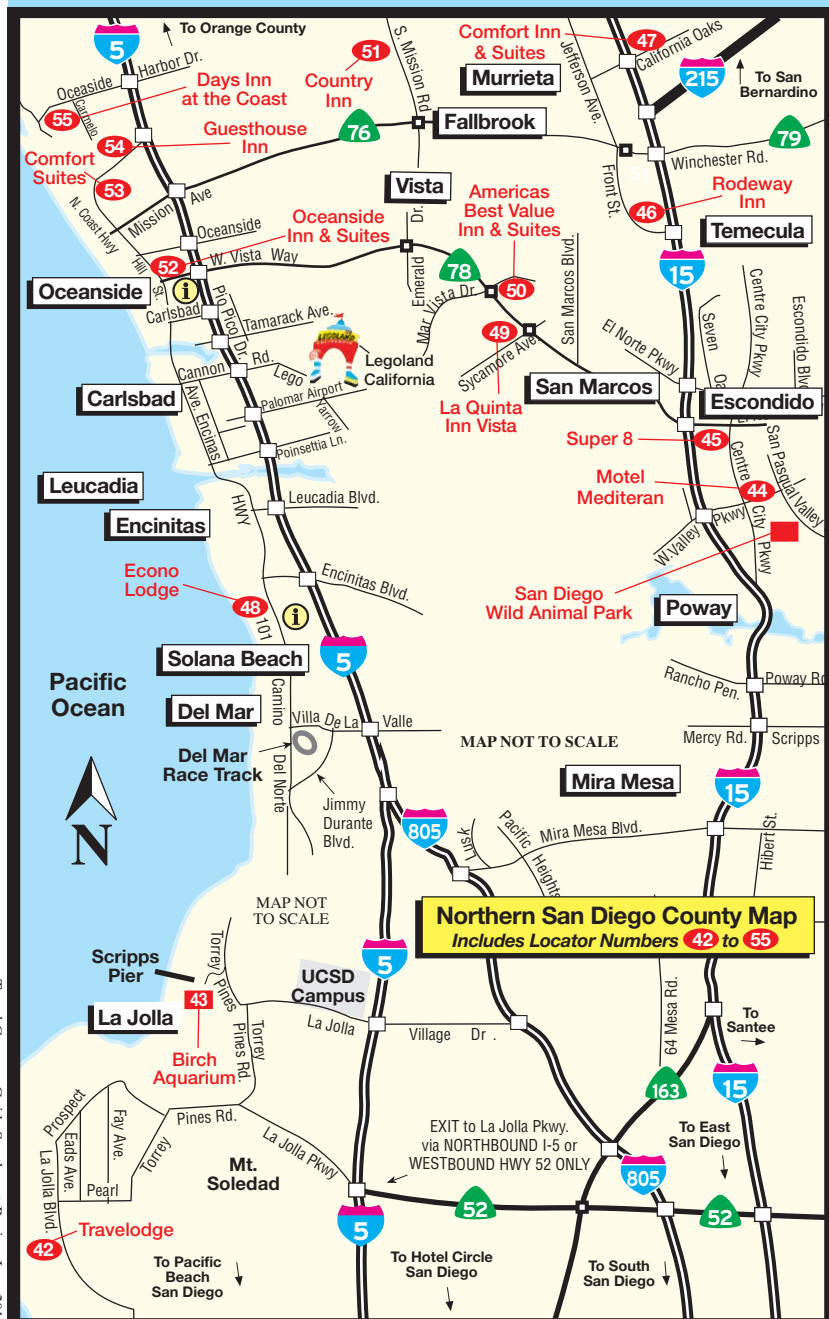 To Orange County
5
Harbor Dr.
Oceaside
Carmelo
Days Inn
at the Coast
55
54
Guesthouse
Inn
Comfort
Suites
53
N. Coast Hwy
Mission Ave
51
Country
Inn
S. Mission Rd
76
Fallbrook
Vista
Comfort Inn
& Suites
47
California Oaks
Murrieta
Jefferson Ave.
215
To San
Bernardino
79
Winchester Rd.
Front St.
46
Rodeway
Inn
Temecula
15
Oceanside
Oceanside
Inn & Suites
52
W. Vista Way
Hill St.
i
Oceanside
Carlsbad
Pio Pico Dr.
Tamarack Ave.
Emerald Dr.
Mar Vista Dr.
78
Americas
Best Value
Inn & Suites
50
49
Sycamore Ave.
San Marcos Blvd.
La Quinta
Inn Vista
LEGOLAND
Legoland
California
Cannon Rd.
Lego
Palomar Airport
Yarrow
Poinsettia Ln.
Carlsbad
Ave. Encinas
San Marcos
El Norte Pkwy
Seven Oa
Centre City Pkwy
Escondido Blv
Escondido
Super 8
45
Motel
Mediteran
44
Centre City Pkwy
San Pasqual Valley
W.Valley Pkwy
San Diego
Wild Animal Park
Poway
Leucadia
HWY
Leucadia Blvd.
Encinitas
Encinitas Blvd.
Econo
Lodge
48
101
i
Solana Beach
5
Pacific
Ocean
Del Mar
Camino Del Norte
Villa De La Valle
Del Mar
Race Track
Jimmy
Durante
Blvd.
N
MAP NOT TO SCALE
Rancho Pen.
Poway Rd
Mercy Rd.
Scripps
Mira Mesa
15
805
Lusk
Pacific Heights
Mira Mesa Blvd.
Hibert St.
MAP NOT
TO SCALE
Northern San Diego County Map
Includes Locator Numbers 42 to 55
Scripps
Pier
Torrey Pines
43
La Jolla
Birch
Aquarium
Torrey Pines Rd.
UCSD
Campus
5
La Jolla Village Dr .
64 Mesa Rd.
To
Santee
163
15
Prospect
Fay Ave.
Eads Ave.
Pearl
La Jolla Blvd.
Torrey Pines Rd.
La Jolla Pkwy
Mt.
Soledad
EXIT to La Jolla Pkwy.
via NORTHBOUND I-5 or
WESTBOUND HWY 52 ONLY
To East
San Diego
805
52
52
5
42
Travelodge
To Pacific
Beach
San Diego
To Hotel Circle
San Diego
To South
San Diego